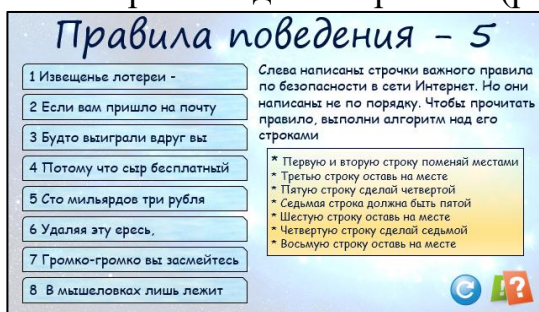 Правила поведения - 5
1 Извещенье лотереи -
2 Если вам пришло на почту
3 Будто выиграли вдруг вы
4 Потому что сыр бесплатный
5 Сто мильярдов три рубля
6 Удаляя эту ересь,
7 Громко-громко вы засмейтесь
8 В мышеловках лишь лежит
Слева написаны строчки важного правила
по безопасности в сети Интернет. Но они
написаны не по порядку. Чтобы прочитать
правило, выполни алгоритм над его
строками
* Первую и вторую строку поменяй местами
* Третью строку оставь на месте
* Пятую строку сделай четвертой
* Седьмая строка должна быть пятой
* Шестую строку оставь на месте
* Четвертую строку сделай седьмой
* Восьмую строку оставь на месте